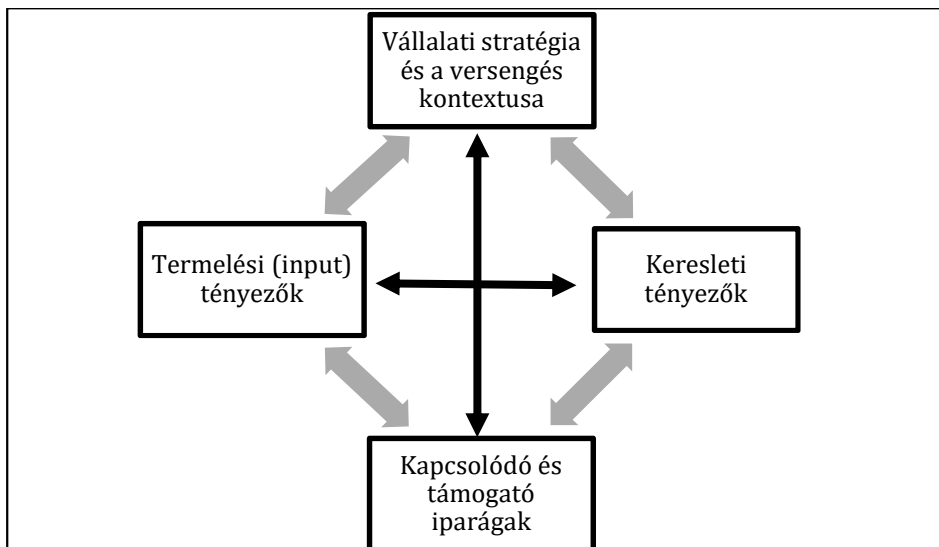 Vállalati stratégia
és a versengés
kontextusa
Termelési (input)
tényezők
Keresleti
tényezők
Kapcsolódó és
támogató
iparágak